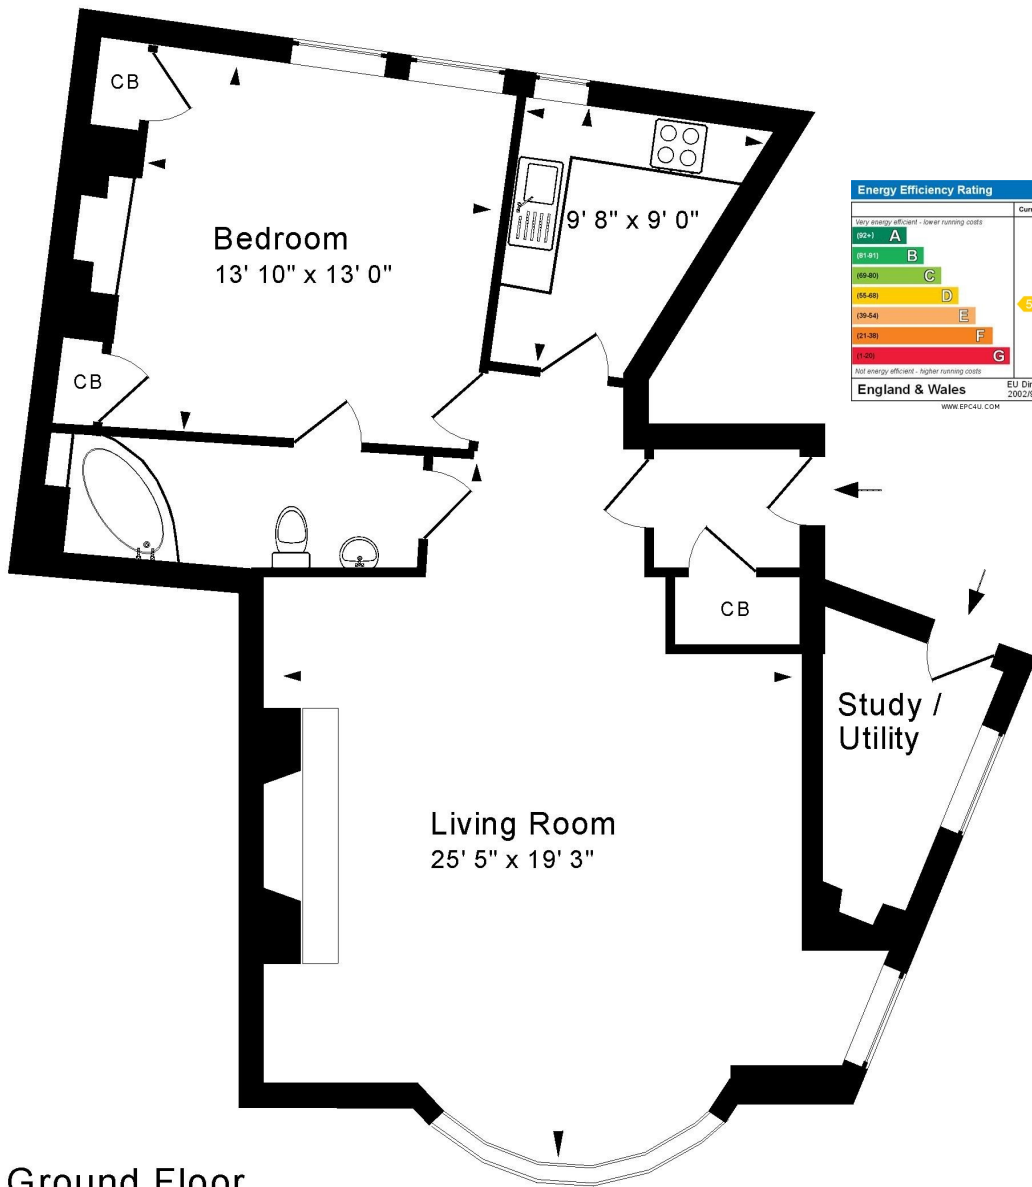 CB
Bedroom
13' 10" x 13' 0"
9' 8" x 9' 0"
CB
Energy Efficiency Rating
Very energy efficient - lower running costs
(92+) A
(81-91) B
(69-80) C
(55-68) D
(39-54) E
(21-38) F
(1-20) G
Not energy efficient - higher running costs
England & Wales
WWW.EPC4U.COM
CB
Study /
Utility
Living Room
25' 5" x 19' 3"
Ground Floor